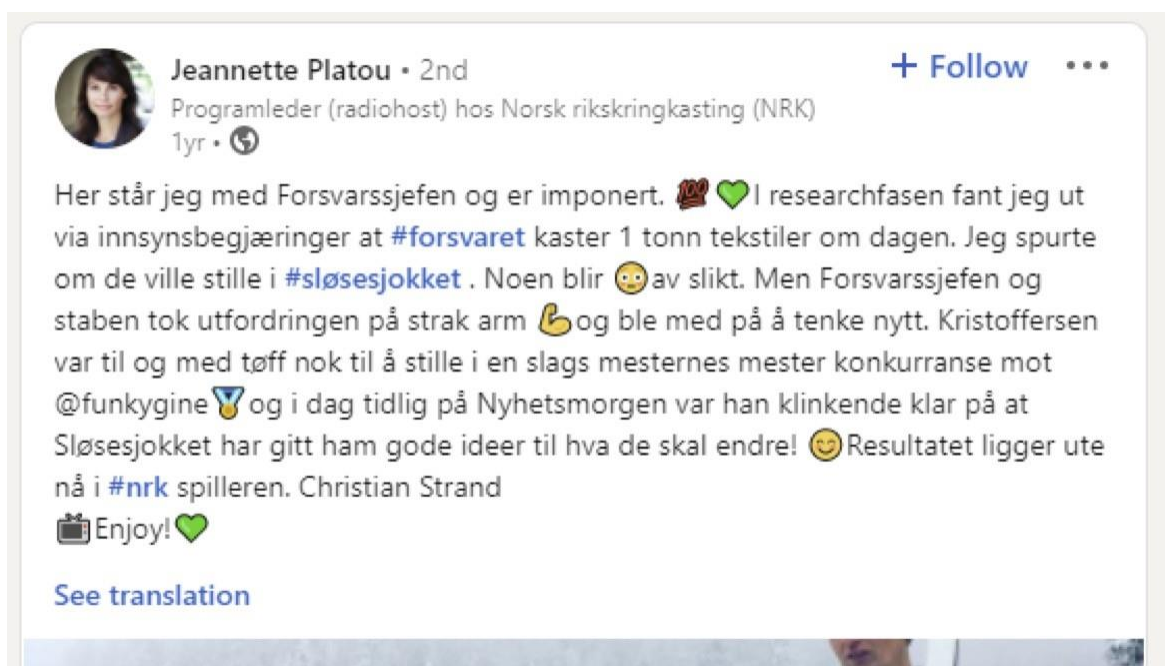 Jeannette Platou • 2nd
+ Follow •••
Programleder (radiohost) hos Norsk rikskringkasting (NRK)
1yr •
Her står jeg med Forsvarssjefen og er imponert. 💯💚I researchfasen fant jeg ut
via innsynsbegjæringer at #forsvaret kaster 1 tonn tekstiler om dagen. Jeg spurte
om de ville stille i #sløsesjokket . Noen blir 😳av slikt. Men Forsvarssjefen og
staben tok utfordringen på strak arm 💪og ble med på å tenke nytt. Kristoffersen
var til og med tøff nok til å stille i en slags mesternes mester konkurranse mot
@funkygine🏅og i dag tidlig på Nyhetsmorgen var han klinkende klar på at
Sløsesjokket har gitt ham gode ideer til hva de skal endre! 😊Resultatet ligger ute
nå i #nrk spilleren. Christian Strand
📺Enjoy!💚
See translation